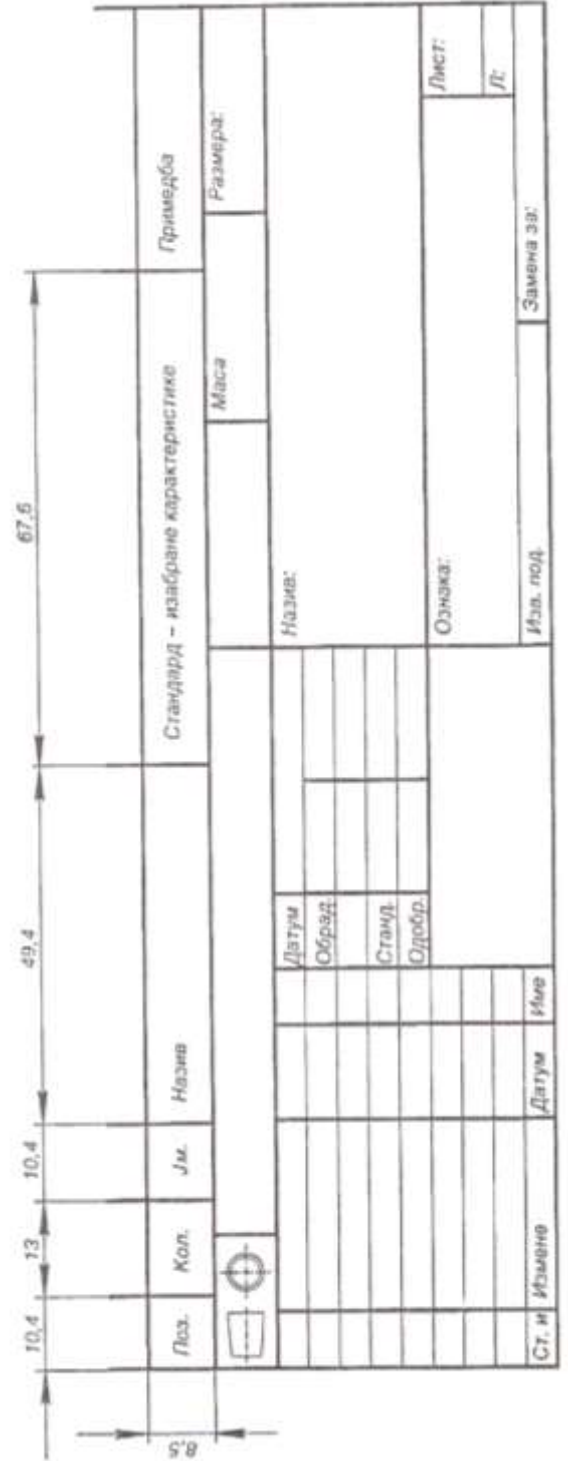 10,4 13 10,4 49,4 67,6
8,5
Поз. Кол. Јм. Назив Стандард – изабране карактеристике Примедба
Маса Размера:
Датум Назив:
Обрад.
Станд.
Одобр.
Ознака: Лист:
Л:
Ст. и Измене Датум Име Изв. под. Замена за: